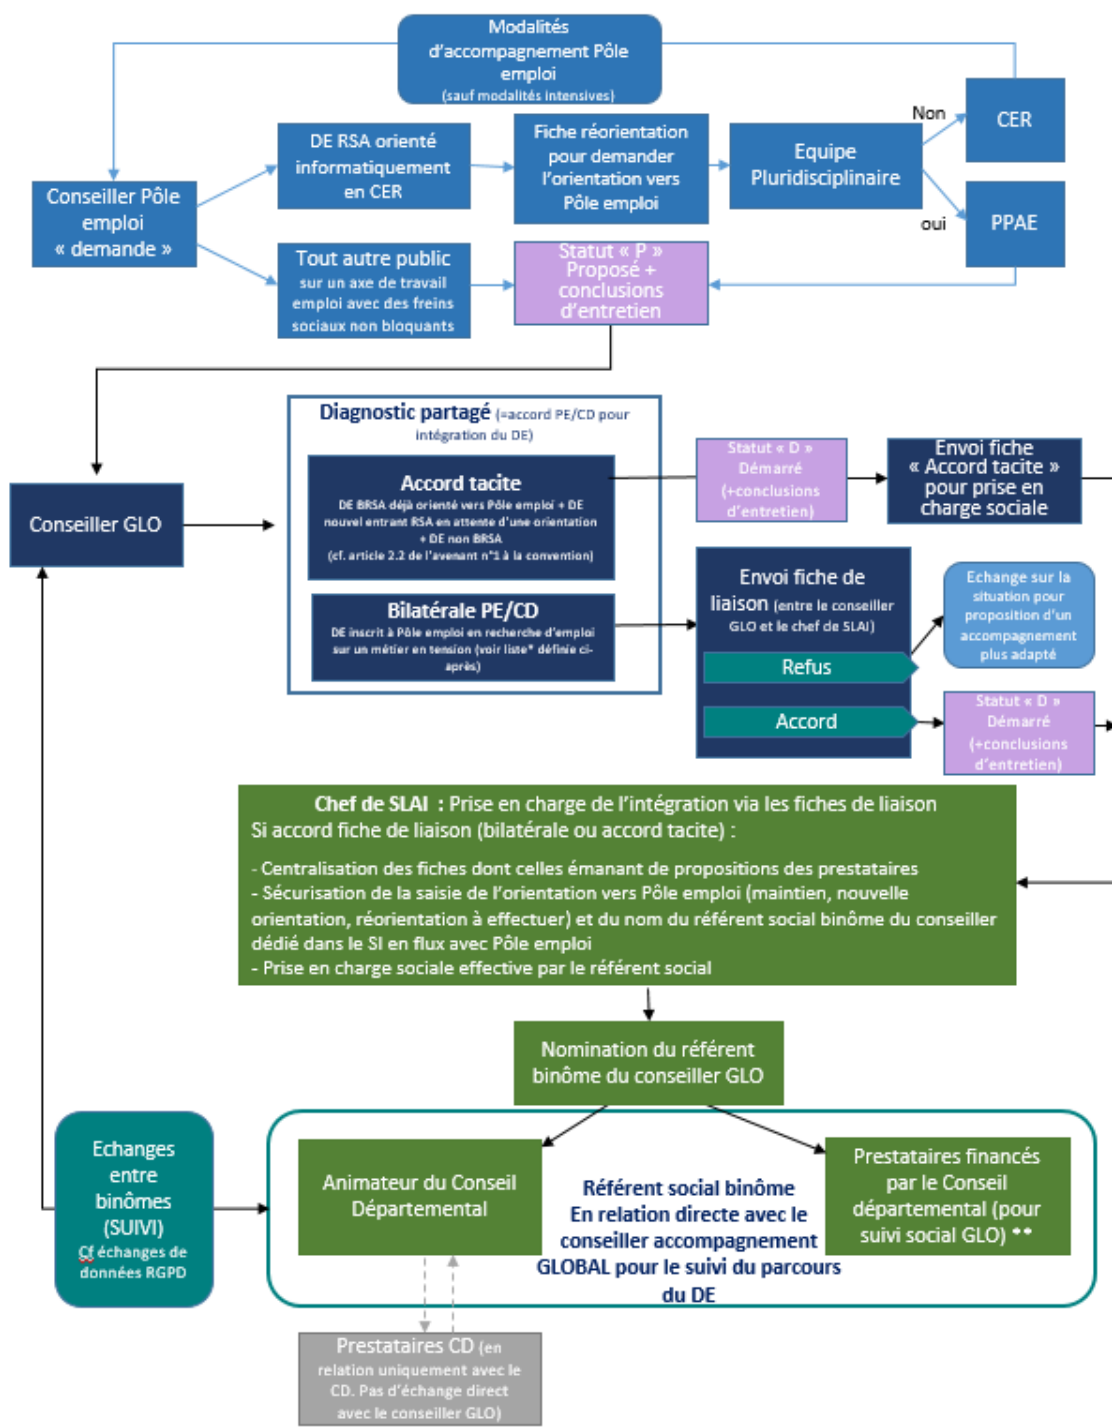 Modalités
d'accompagnement Pôle
emploi
(sauf modalités intensives)
DE RSA orienté
informatiquement
en CER
Fiche réorientation
pour demander
l'orientation vers
Pôle emploi
Equipe
Pluridisciplinaire
Non
CER
Conseiller Pôle
emploi
« demande »
oui
PPAE
Tout autre public
sur un axe de travail
emploi avec des freins
sociaux non bloquants
Statut « P »
Proposé +
conclusions
d'entretien
Diagnostic partagé (=accord PE/CD pour
intégration du DE)
Conseiller GLO
Accord tacite
DE BRSA déjà orienté vers Pôle emploi + DE
nouvel entrant RSA en attente d'une orientation
+ DE non BRSA
(cf. article 2.2 de l'avenant n°1 à la convention)
Statut « D »
Démarré
(+conclusions
d'entretien)
Envoi fiche
« Accord tacite »
pour prise en
charge sociale
Bilatérale PE/CD
DE inscrit à Pôle emploi en recherche d'emploi
sur un métier en tension (voir liste* définie ci-
après)
Envoi fiche de
liaison (entre le conseiller
GLO et le chef de SLAI)
Refus
Accord
Echange sur la
situation pour
proposition d'un
accompagnement
plus adapté
Statut « D »
Démarré
(+conclusions
d'entretien)
Chef de SLAI : Prise en charge de l'intégration via les fiches de liaison
Si accord fiche de liaison (bilatérale ou accord tacite) :
- Centralisation des fiches dont celles émanant de propositions des prestataires
- Sécurisation de la saisie de l'orientation vers Pôle emploi (maintien, nouvelle
orientation, réorientation à effectuer) et du nom du référent social binôme du conseiller
dédié dans le SI en flux avec Pôle emploi
- Prise en charge sociale effective par le référent social
Nomination du référent
binôme du conseiller GLO
Echanges
entre
binômes
(SUIVI)
Cf échanges de
données RGPD
Animateur du Conseil
Départemental
Référent social binôme
En relation directe avec le
conseiller accompagnement
GLOBAL pour le suivi du parcours
du DE
Prestataires financés
par le Conseil
départemental (pour
suivi social GLO) **
Prestataires CD (en
relation uniquement avec le
CD. Pas d'échange direct
avec le conseiller GLO)